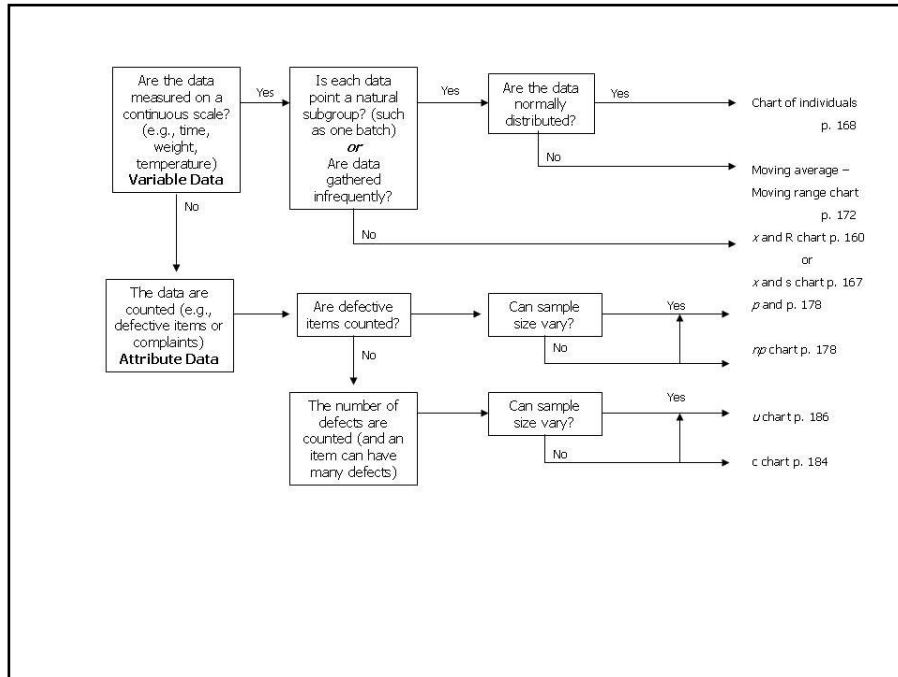 Are the data
measured on a
continuous scale?
(e.g., time,
weight,
temperature)
Variable Data
Yes
Is each data
point a natural
subgroup? (such
as one batch)
or
Are data
gathered
infrequently?
Yes
Are the data
normally
distributed?
Yes
Chart of individuals
p. 168
No
Moving average –
Moving range chart
p. 172
No
x and R chart p. 160
or
x and s chart p. 167
No
The data are
counted (e.g.,
defective items or
complaints)
Attribute Data
Are defective
items counted?
Can sample
size vary?
Yes
p and p. 178
No
np chart p. 178
No
The number of
defects are
counted (and an
item can have
many defects)
Can sample
size vary?
Yes
u chart p. 186
No
c chart p. 184